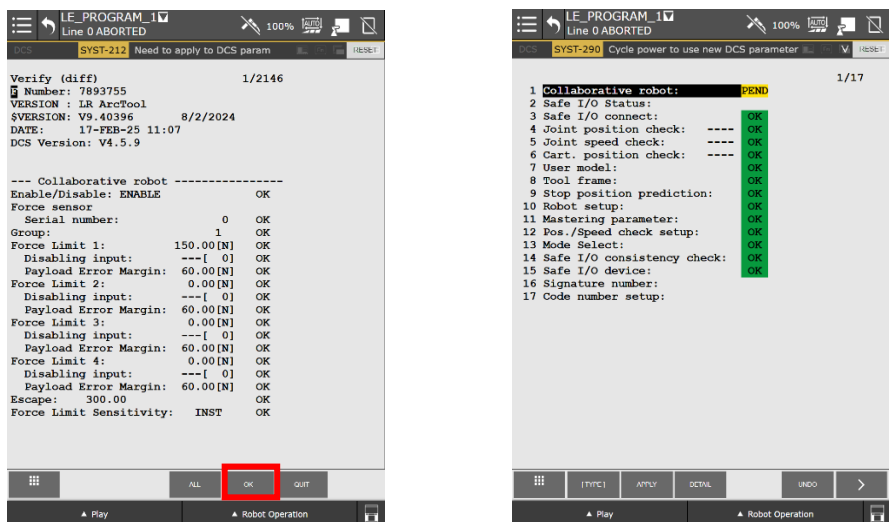 LE_PROGRAM_1
Line 0 ABORTED
100%
AUTO
DCS
SYST-212 Need to apply to DCS param
RESET
Verify (diff) 1/2146
F Number: 7893755
VERSION : LR ArcTool
$VERSION: V9.40396 8/2/2024
DATE: 17-FEB-25 11:07
DCS Version: V4.5.9
--- Collaborative robot ----------------
Enable/Disable: ENABLE OK
Force sensor
Serial number: 0 OK
Group: 1 OK
Force Limit 1: 150.00[N] OK
Disabling input: ---[ 0] OK
Payload Error Margin: 60.00[N] OK
Force Limit 2: 0.00[N] OK
Disabling input: ---[ 0] OK
Payload Error Margin: 60.00[N] OK
Force Limit 3: 0.00[N] OK
Disabling input: ---[ 0] OK
Payload Error Margin: 60.00[N] OK
Force Limit 4: 0.00[N] OK
Disabling input: ---[ 0] OK
Payload Error Margin: 60.00[N] OK
Escape: 300.00 OK
Force Limit Sensitivity: INST OK
ALL OK QUIT
▲ Play ▲ Robot Operation
LE_PROGRAM_1
Line 0 ABORTED
100%
AUTO
DCS
SYST-290 Cycle power to use new DCS parameter
RESET
1/17
1 Collaborative robot: PEND
2 Safe I/O Status:
3 Safe I/O connect: OK
4 Joint position check: ---- OK
5 Joint speed check: ---- OK
6 Cart. position check: ---- OK
7 User model: OK
8 Tool frame: OK
9 Stop position prediction: OK
10 Robot setup: OK
11 Mastering parameter: OK
12 Pos./Speed check setup: OK
13 Mode Select: OK
14 Safe I/O consistency check: OK
15 Safe I/O device: OK
16 Signature number:
17 Code number setup:
[TYPE] APPLY DETAIL UNDO >
▲ Play ▲ Robot Operation